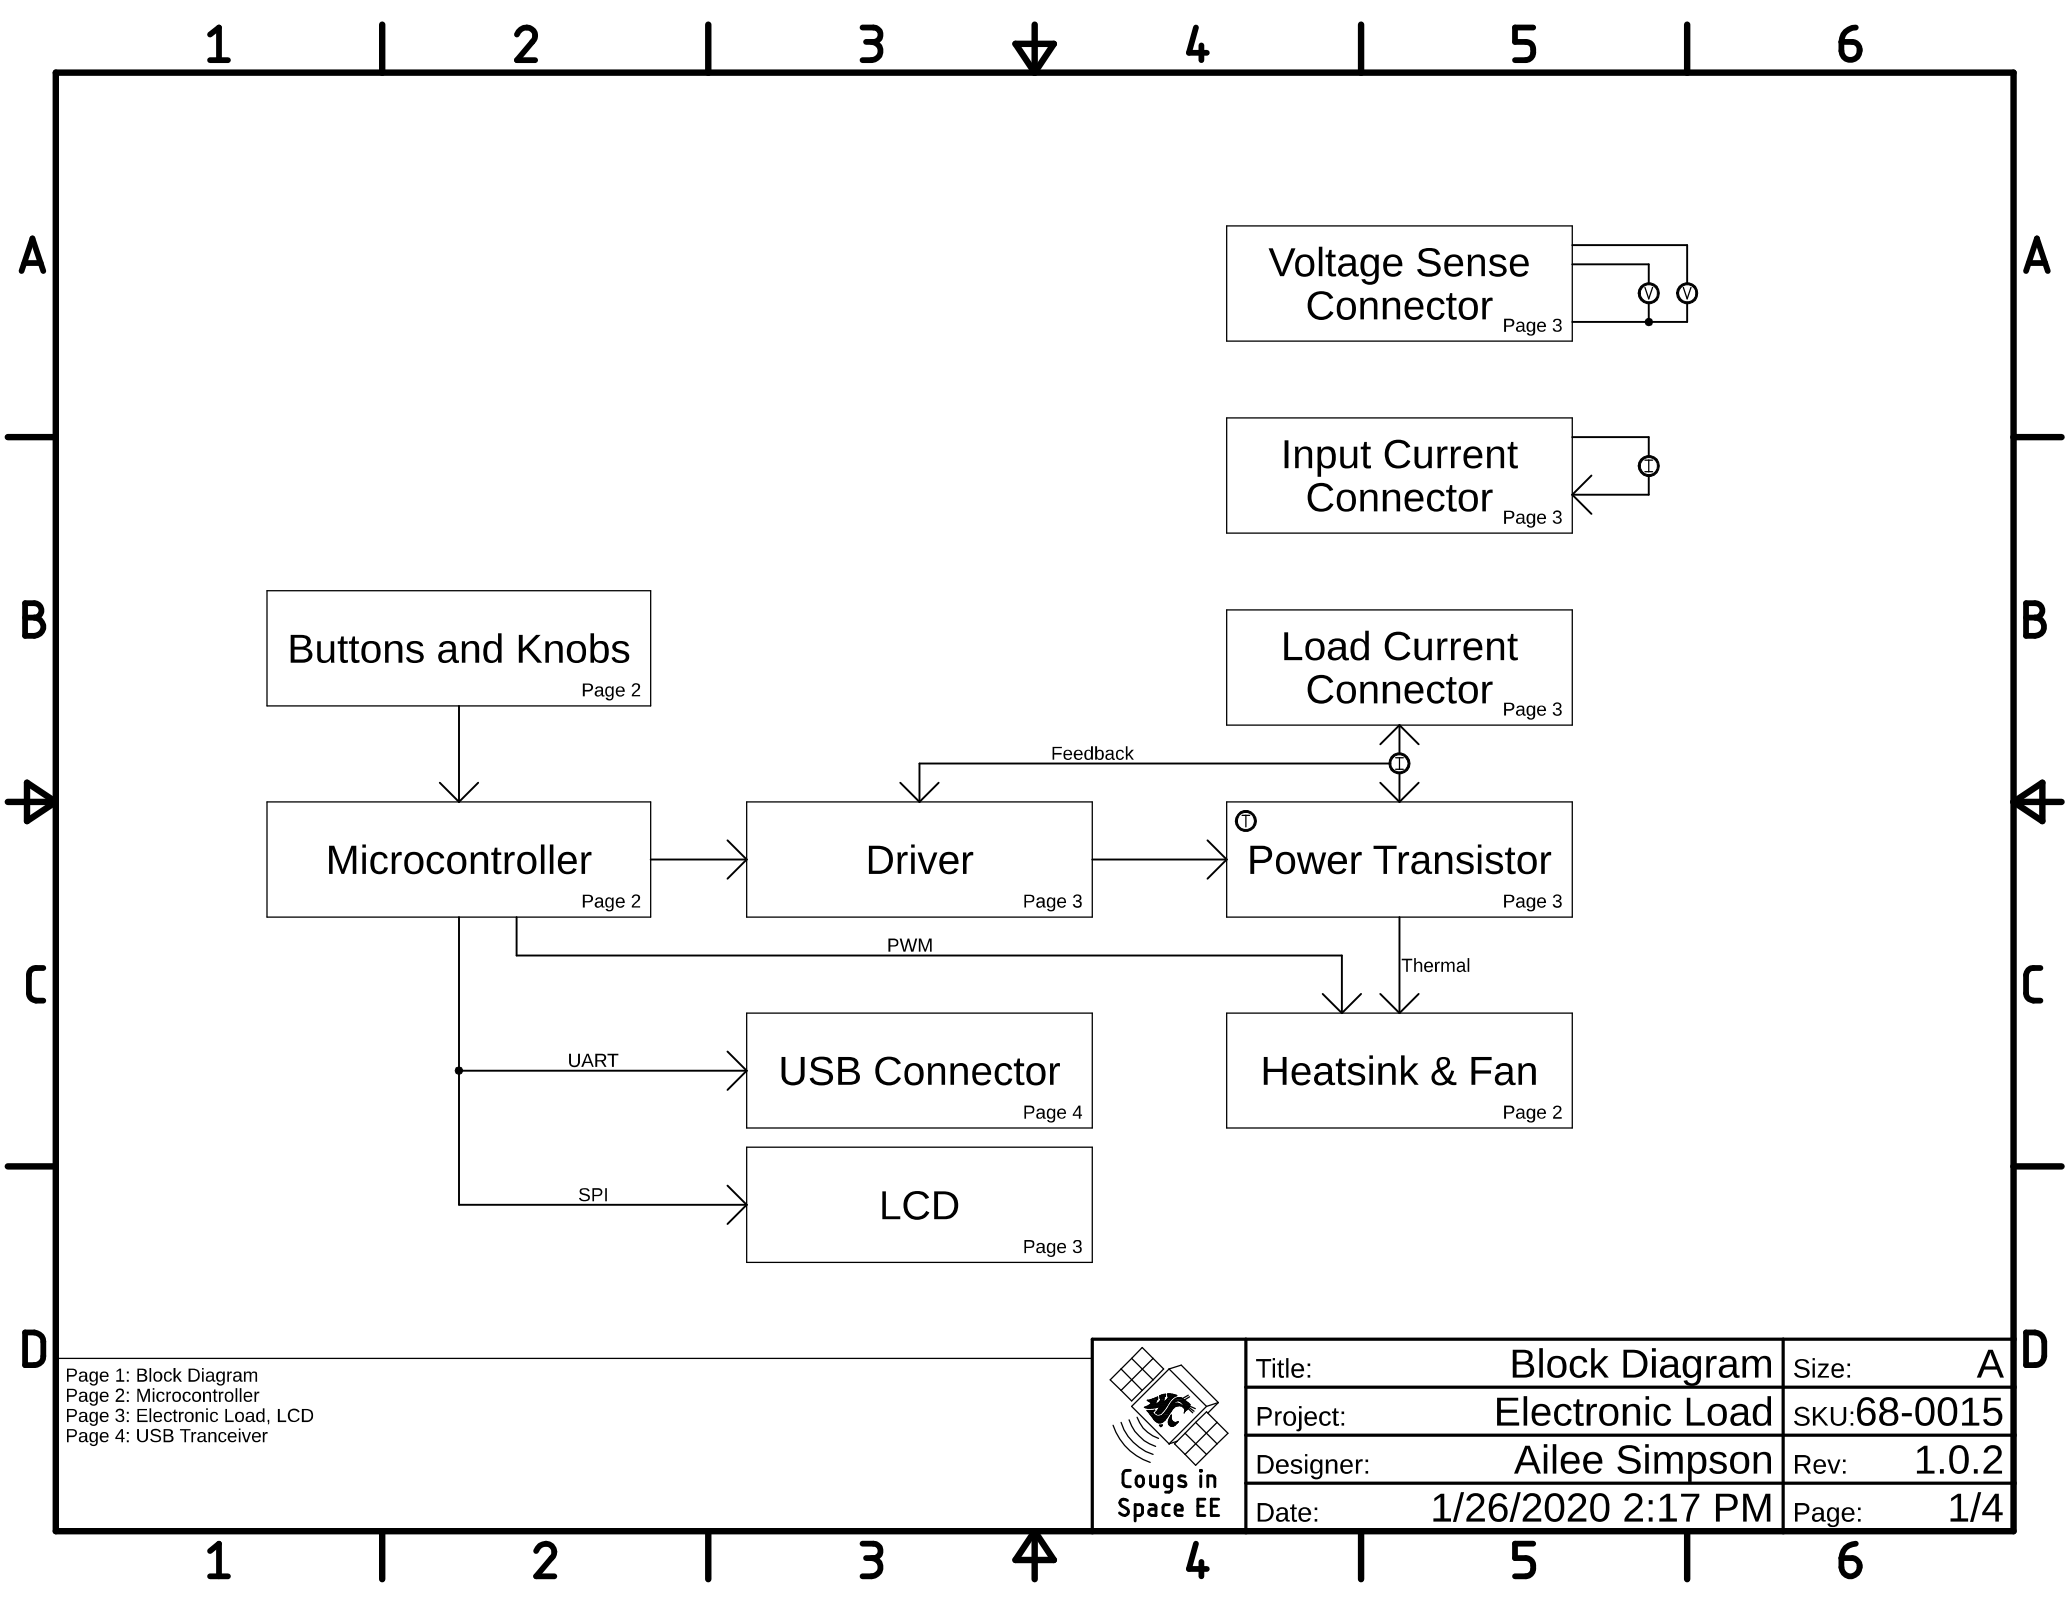 1 2 3 4 5 6
A A
Voltage Sense
Connector
Page 3
V V
Input Current
Connector
Page 3
I
B B
Buttons and Knobs
Page 2
Load Current
Connector
Page 3
Feedback
I
T
Microcontroller
Page 2
Driver
Page 3
Power Transistor
Page 3
PWM
Thermal
C C
UART
USB Connector
Page 4
Heatsink & Fan
Page 2
SPI
LCD
Page 3
D D
Page 1: Block Diagram
Page 2: Microcontroller
Page 3: Electronic Load, LCD
Page 4: USB Tranceiver
Cougs in
Space EE
Title: Block Diagram Size: A
Project: Electronic Load SKU:68-0015
Designer: Ailee Simpson Rev: 1.0.2
Date: 1/26/2020 2:17 PM Page: 1/4
1 2 3 4 5 6